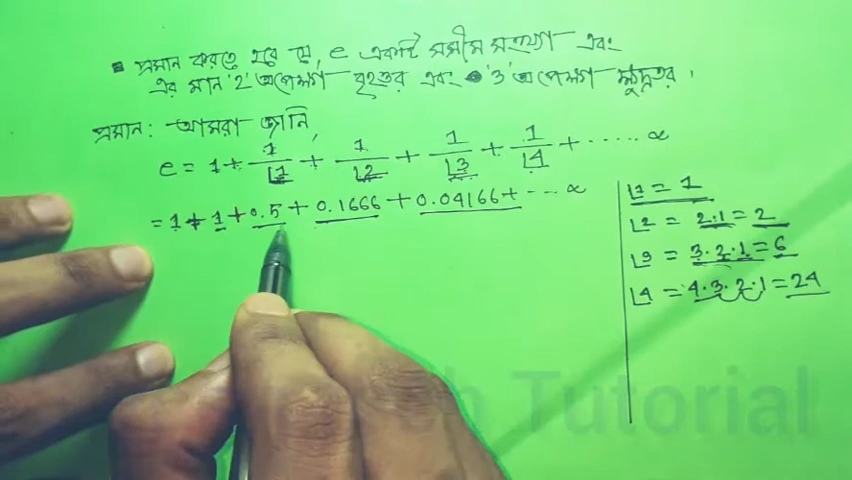 ▪ প্রমান করতে হবে যে, e একটি সসীম সংখ্যা এবং
এর মান '2' অপেক্ষা বৃহত্তর এবং '3' অপেক্ষা ক্ষুদ্রতর।
প্রমান: আমরা জানি,
e = 1 + 1/⌊1 + 1/⌊2 + 1/⌊3 + 1/⌊4 + ...... ∝
= 1 + 1 + 0.5 + 0.1666 + 0.04166 + ... ∝
⌊1 = 1
⌊2 = 2·1 = 2
⌊3 = 3·2·1 = 6
⌊4 = 4·3·2·1 = 24
Tutorial